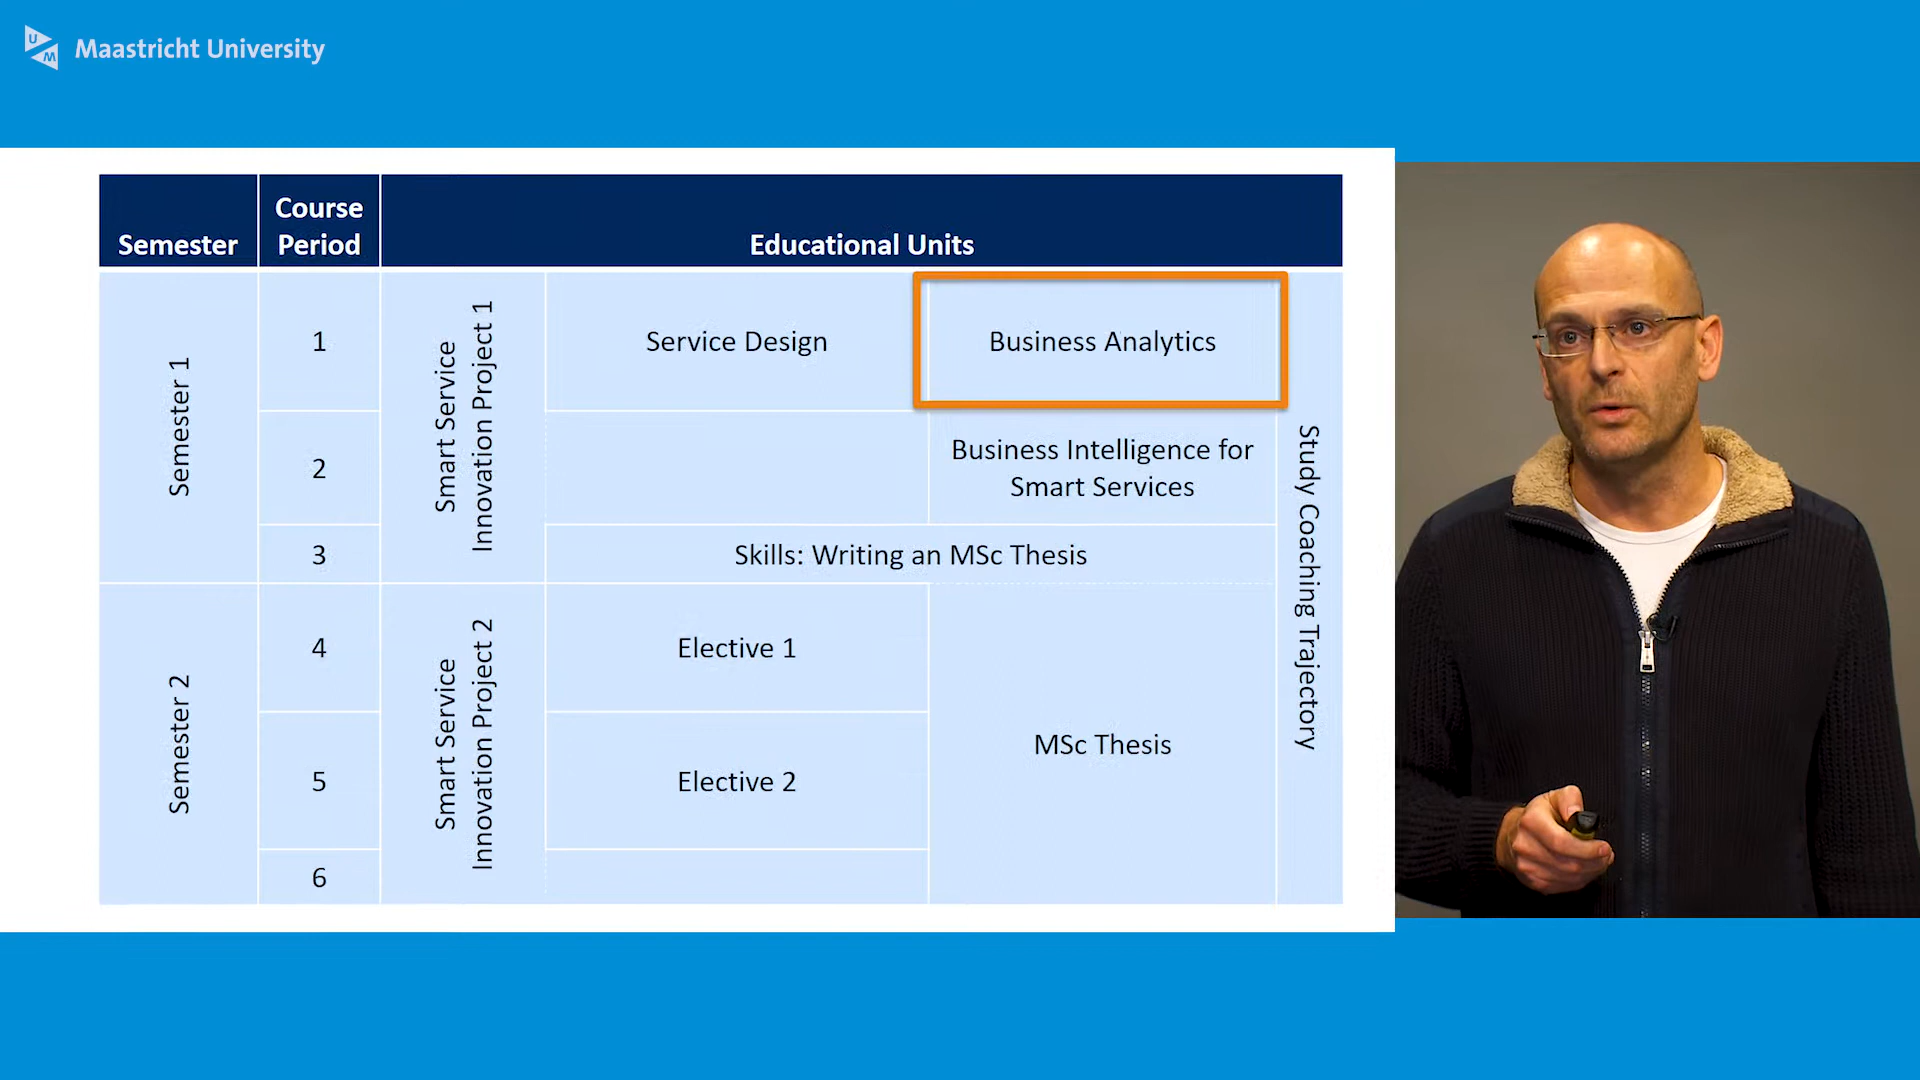 UM
Maastricht University
Semester
Course
Period
Educational Units
Semester 1
1
Smart Service
Innovation Project 1
Service Design
Business Analytics
Study Coaching Trajectory
2
Business Intelligence for
Smart Services
3
Skills: Writing an MSc Thesis
Semester 2
4
Smart Service
Innovation Project 2
Elective 1
MSc Thesis
5
Elective 2
6